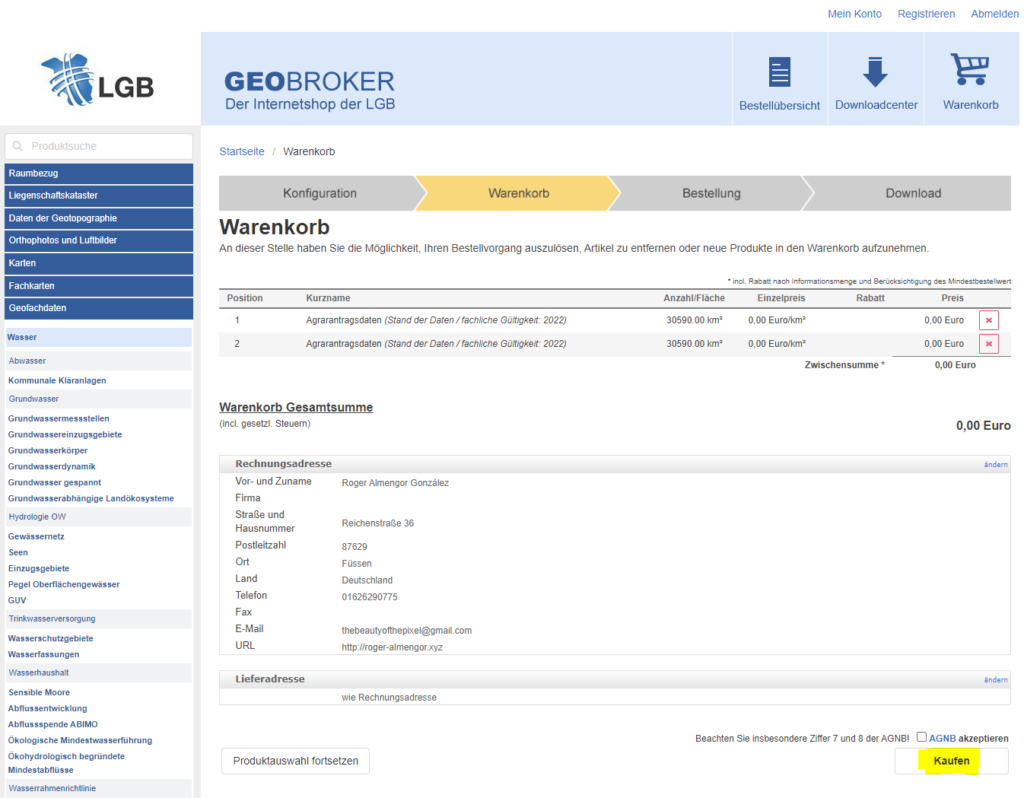 Mein Konto Registrieren Abmelden
LGB
GEOBROKER
Der Internetshop der LGB
Bestellübersicht Downloadcenter Warenkorb
Produktsuche
Raumbezug
Liegenschaftskataster
Daten der Geotopographie
Orthophotos und Luftbilder
Karten
Fachkarten
Geofachdaten
Wasser
Abwasser
Kommunale Kläranlagen
Grundwasser
Grundwassermessstellen
Grundwassereinzugsgebiete
Grundwasserkörper
Grundwasserdynamik
Grundwasser gespannt
Grundwasserabhängige Landökosysteme
Hydrologie OW
Gewässernetz
Seen
Einzugsgebiete
Pegel Oberflächengewässer
GUV
Trinkwasserversorgung
Wasserschutzgebiete
Wasserfassungen
Wasserhaushalt
Sensible Moore
Abflussentwicklung
Abflussspende ABIMO
Ökologische Mindestwasserführung
Ökohydrologisch begründete
Mindestabflüsse
Wasserrahmenrichtlinie
Startseite / Warenkorb
Konfiguration Warenkorb Bestellung Download
Warenkorb
An dieser Stelle haben Sie die Möglichkeit, Ihren Bestellvorgang auszulösen, Artikel zu entfernen oder neue Produkte in den Warenkorb aufzunehmen.
* incl. Rabatt nach Informationsmenge und Berücksichtigung des Mindestbestellwert
Position Kurzname Anzahl/Fläche Einzelpreis Rabatt Preis
1 Agrarantragsdaten (Stand der Daten / fachliche Gültigkeit: 2022) 30590.00 km² 0,00 Euro/km² 0,00 Euro
2 Agrarantragsdaten (Stand der Daten / fachliche Gültigkeit: 2022) 30590.00 km² 0,00 Euro/km² 0,00 Euro
Zwischensumme * 0,00 Euro
Warenkorb Gesamtsumme
(incl. gesetzl. Steuern) 0,00 Euro
Rechnungsadresse ändern
Vor- und Zuname Roger Almengor González
Firma
Straße und
Hausnummer Reichenstraße 36
Postleitzahl 87629
Ort Füssen
Land Deutschland
Telefon 01626290775
Fax
E-Mail thebeautyofthepixel@gmail.com
URL http://roger-almengor.xyz
Lieferadresse ändern
wie Rechnungsadresse
Beachten Sie insbesondere Ziffer 7 und 8 der AGNB! AGNB akzeptieren
Produktauswahl fortsetzen Kaufen